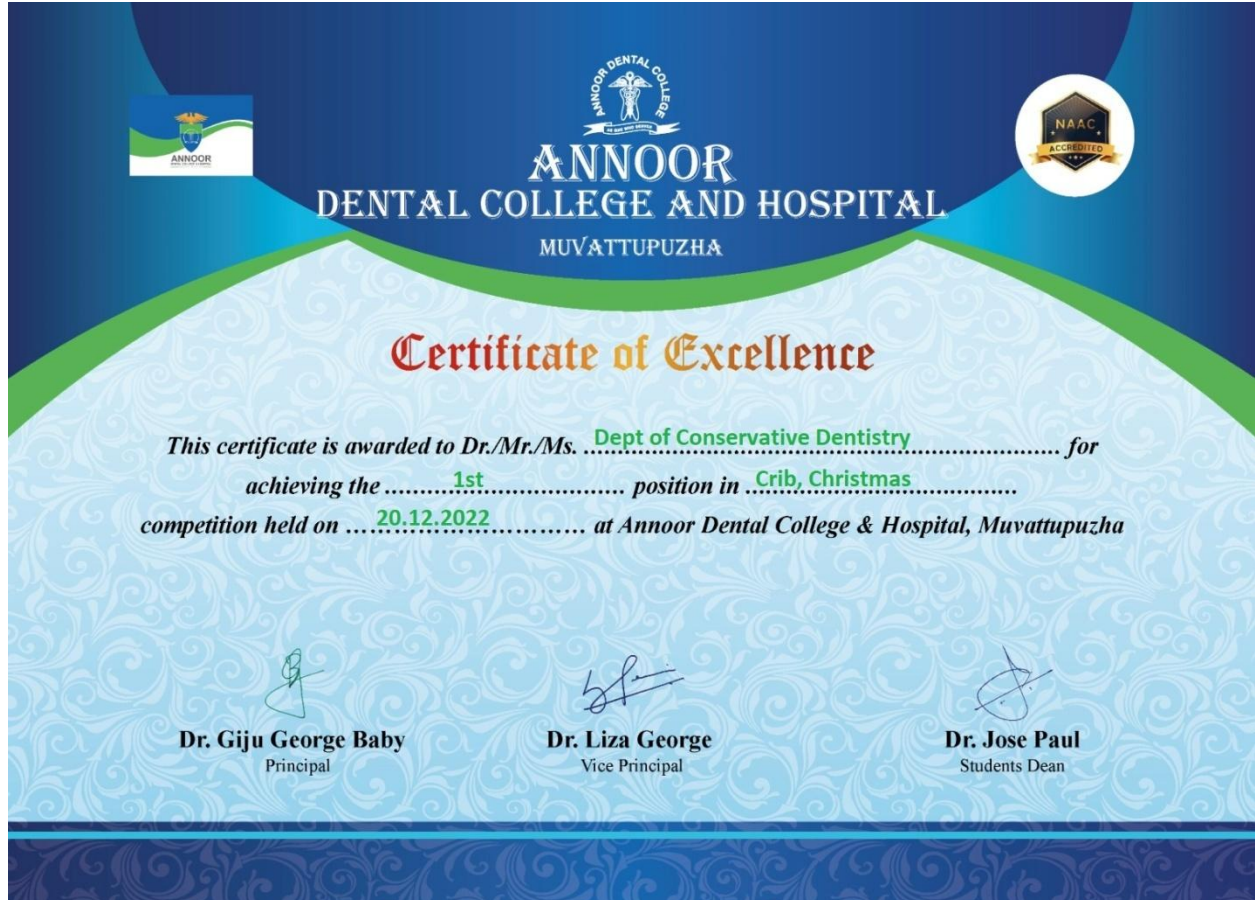 ANNOOR DENTAL COLLEGE
ANNOOR
NAAC
ACCREDITED
ANNOOR
DENTAL COLLEGE AND HOSPITAL
MUVATTUPUZHA
Certificate of Excellence
This certificate is awarded to Dr./Mr./Ms. Dept of Conservative Dentistry for
achieving the 1st position in Crib, Christmas
competition held on 20.12.2022 at Annoor Dental College & Hospital, Muvattupuzha
Dr. Giju George Baby
Principal
Dr. Liza George
Vice Principal
Dr. Jose Paul
Students Dean